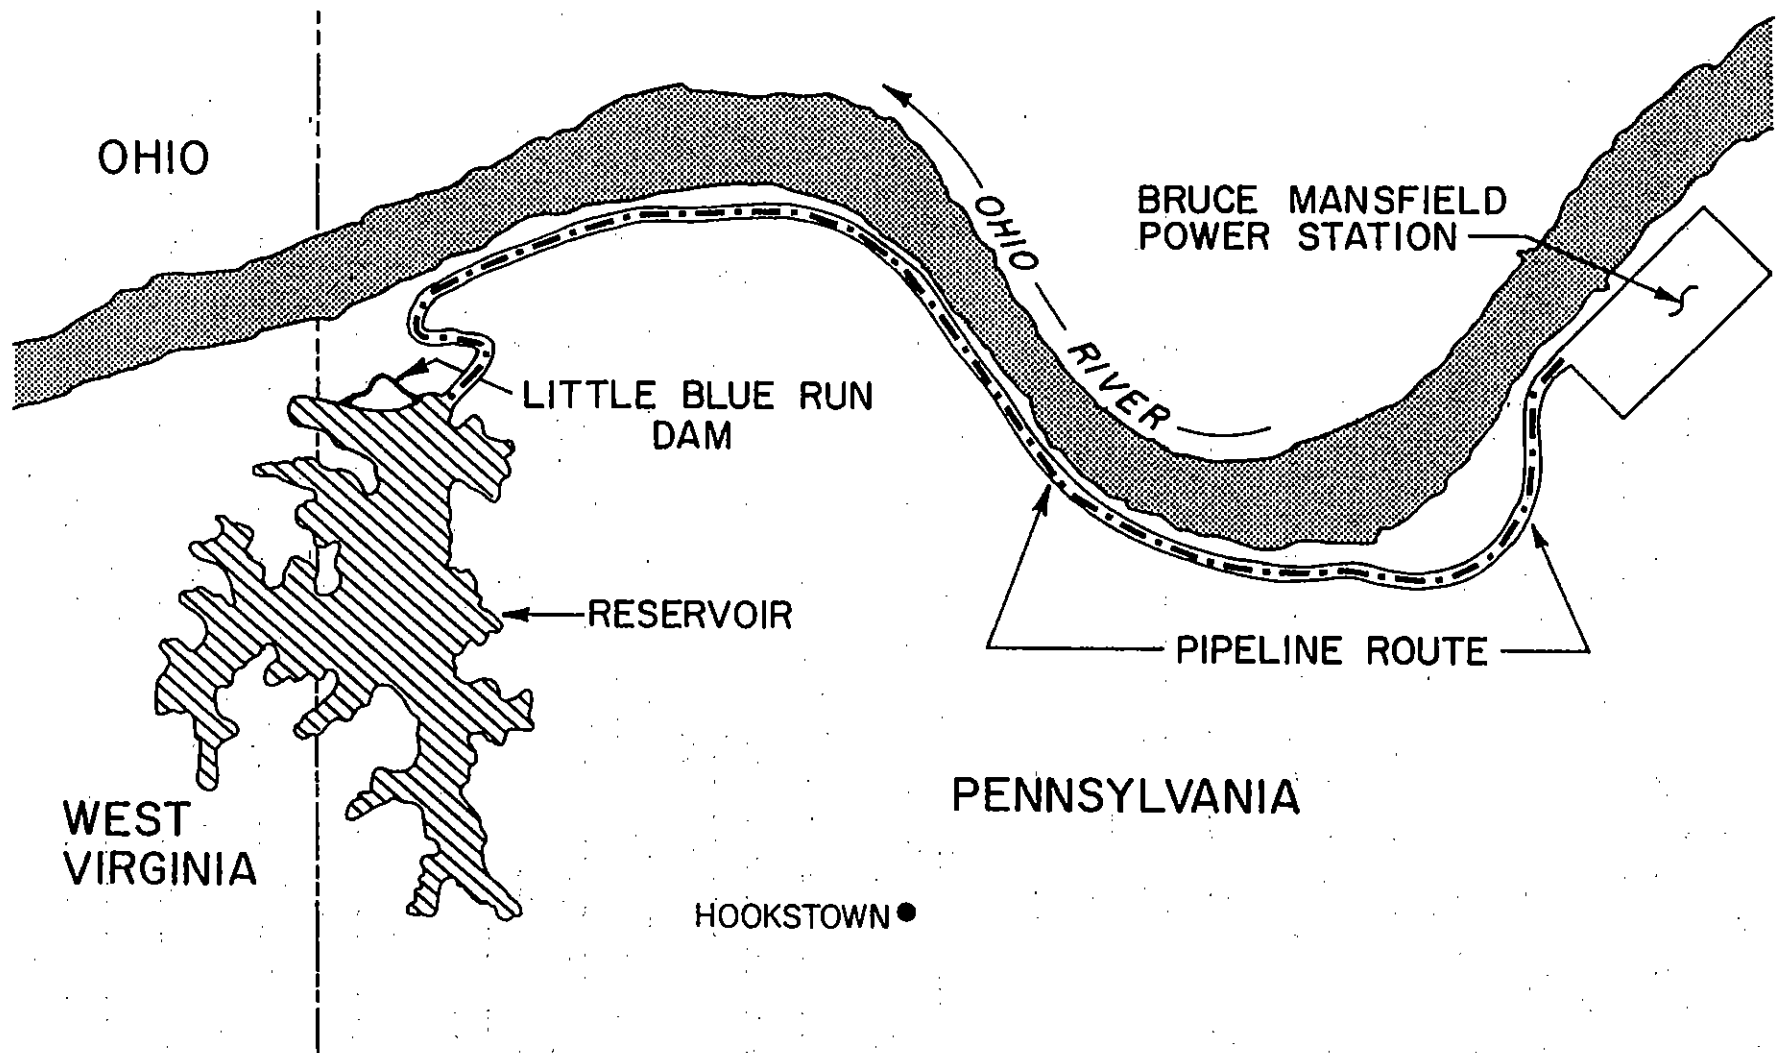 OHIO
BRUCE MANSFIELD
POWER STATION
OHIO RIVER
LITTLE BLUE RUN
DAM
RESERVOIR
PIPELINE ROUTE
WEST
VIRGINIA
PENNSYLVANIA
HOOKSTOWN